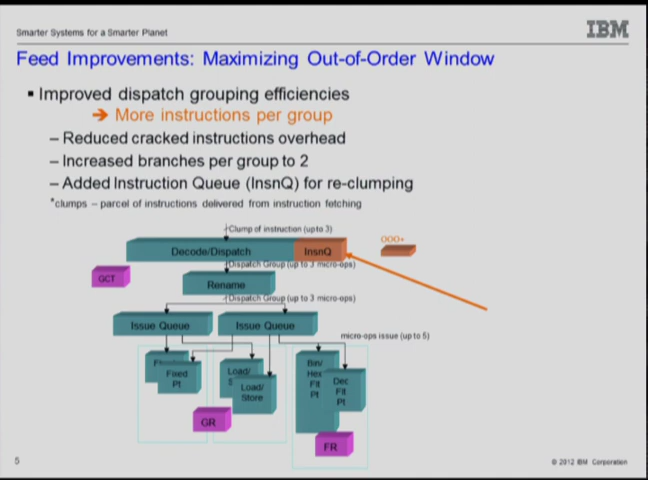 Smarter Systems for a Smarter Planet
IBM
Feed Improvements: Maximizing Out-of-Order Window
▪ Improved dispatch grouping efficiencies
➔ More instructions per group
– Reduced cracked instructions overhead
– Increased branches per group to 2
– Added Instruction Queue (InsnQ) for re-clumping
*clumps – parcel of instructions delivered from instruction fetching
Clump of instruction (up to 3)
OOO+
Decode/Dispatch
InsnQ
Dispatch Group (up to 3 micro-ops)
GCT
Rename
Dispatch Group (up to 3 micro-ops)
Issue Queue
Issue Queue
micro-ops issue (up to 5)
Fixed
Pt
Load/
S
Load/
Store
Bin/
Hex
Flt
Pt
Dec
Flt
Pt
GR
FR
5
© 2012 IBM Corporation